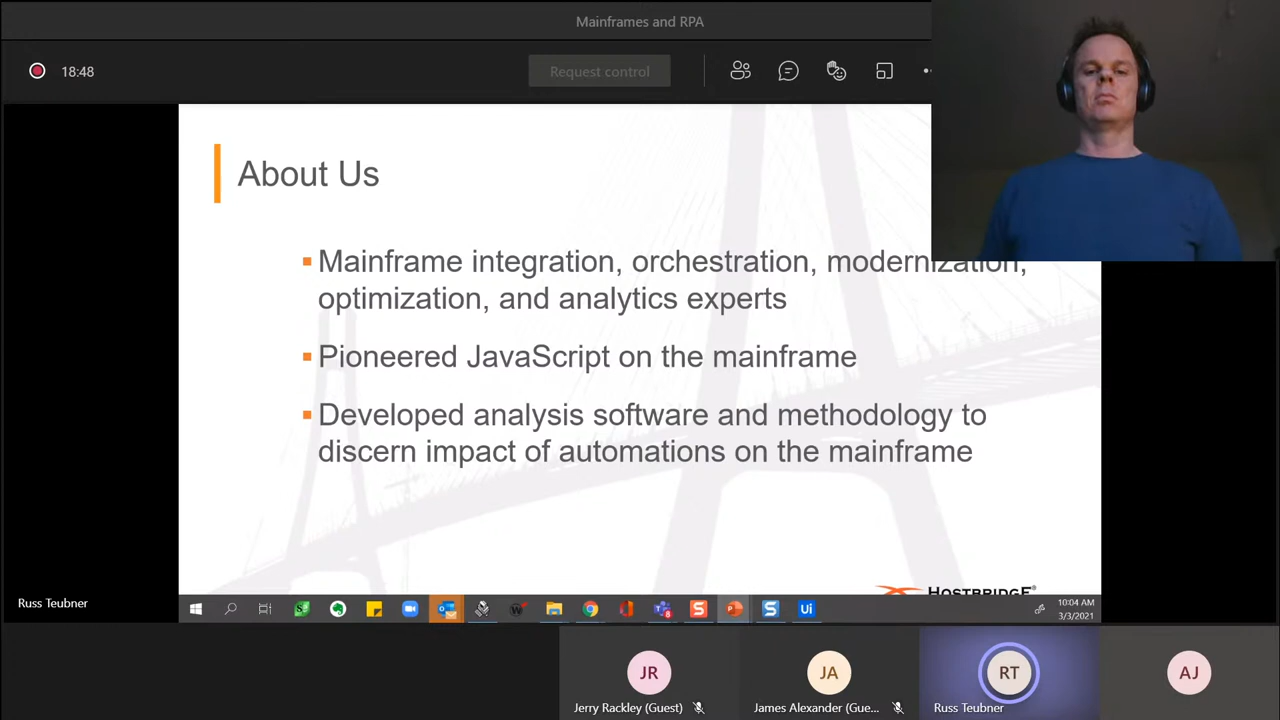 Mainframes and RPA
18:48
Request control
About Us
Mainframe integration, orchestration, modernization,
optimization, and analytics experts
Pioneered JavaScript on the mainframe
Developed analysis software and methodology to
discern impact of automations on the mainframe
HOSTBRIDGE®
Russ Teubner
Ui
10:04 AM
3/3/2021
JR
JA
RT
AJ
Jerry Rackley (Guest)
James Alexander (Gue...
Russ Teubner